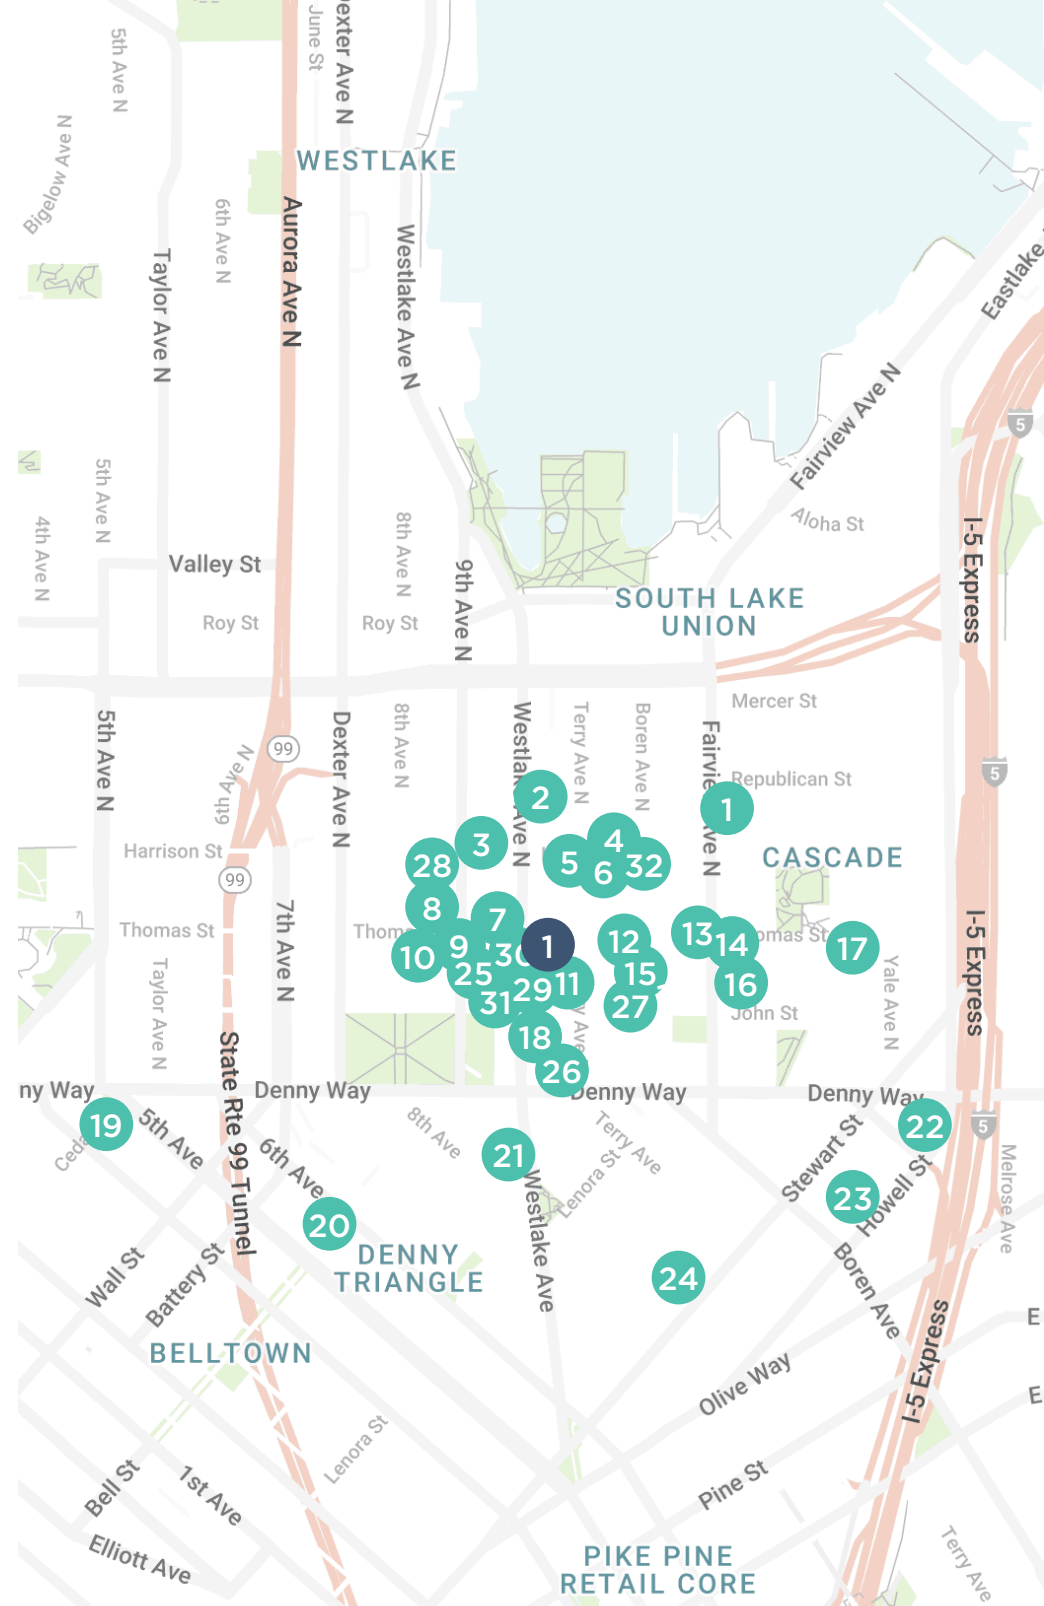 5th Ave N
June St
Dexter Ave N
Bigelow Ave N
WESTLAKE
6th Ave N
Aurora Ave N
Westlake Ave N
Taylor Ave N
Eastlake
Fairview Ave N
5
5th Ave N
4th Ave N
8th Ave N
Aloha St
I-5 Express
Valley St
9th Ave N
SOUTH LAKE
UNION
Roy St
Roy St
Mercer St
5th Ave N
Dexter Ave N
8th Ave N
Westlake Ave N
Terry Ave N
Boren Ave N
Fairview Ave N
99
6th Ave N
Republican St
5
2
1
Harrison St
3
4
28
5
6
32
CASCADE
99
7th Ave N
8
7
Thomas St
Thom
9
30
1
12
13
14
omas St
17
10
25
29
11
15
16
31
27
Taylor Ave N
John St
Yale Ave N
I-5 Express
State Rte 99 Tunnel
18
y Ave
26
ny Way
Denny Way
Denny Way
Denny Way
19
Ceda
5th Ave
6th Ave
8th Ave
21
Terry Ave
Lenora St
Stewart St
22
5
23
Howell St
Melrose Ave
20
Westlake Ave
DENNY
TRIANGLE
24
Boren Ave
Wall St
Battery St
BELLTOWN
I-5 Express
E
Olive Way
E
Lenora St
Bell St
1st Ave
Pine St
Elliott Ave
PIKE PINE
RETAIL CORE
Terry Ave